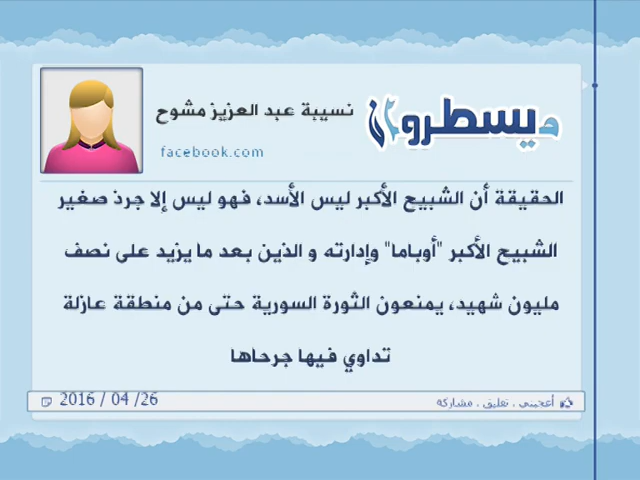 ويسطرون
نسيبة عبد العزيز مشوح
facebook.com
الحقيقة أن الشبيح الأكبر ليس الأسد، فهو ليس إلا جرذ صغير
الشبيح الأكبر "أوباما" وإدارته و الذين بعد ما يزيد على نصف
مليون شهيد، يمنعون الثورة السورية حتى من منطقة عازلة
تداوي فيها جرحاها
أعجبني . تعليق . مشاركة
2016 / 04 /26